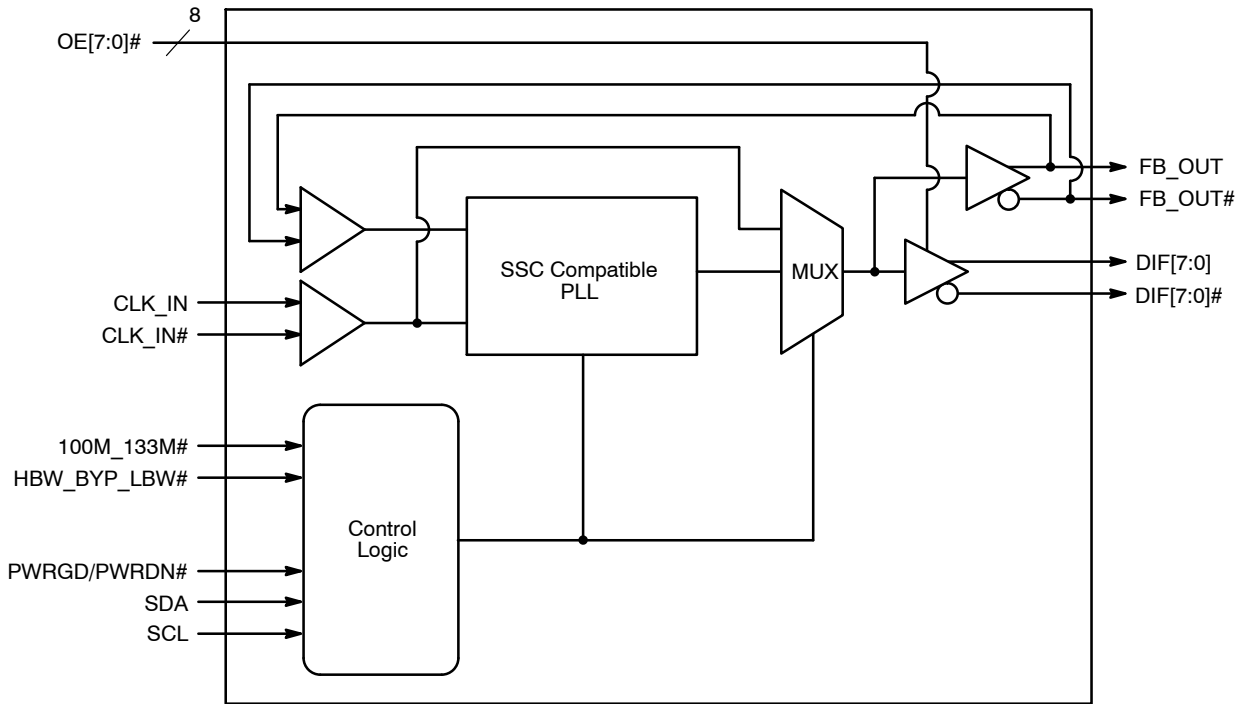 8
OE[7:0]#
FB_OUT
FB_OUT#
SSC Compatible
PLL
MUX
DIF[7:0]
DIF[7:0]#
CLK_IN
CLK_IN#
100M_133M#
HBW_BYP_LBW#
Control
Logic
PWRGD/PWRDN#
SDA
SCL